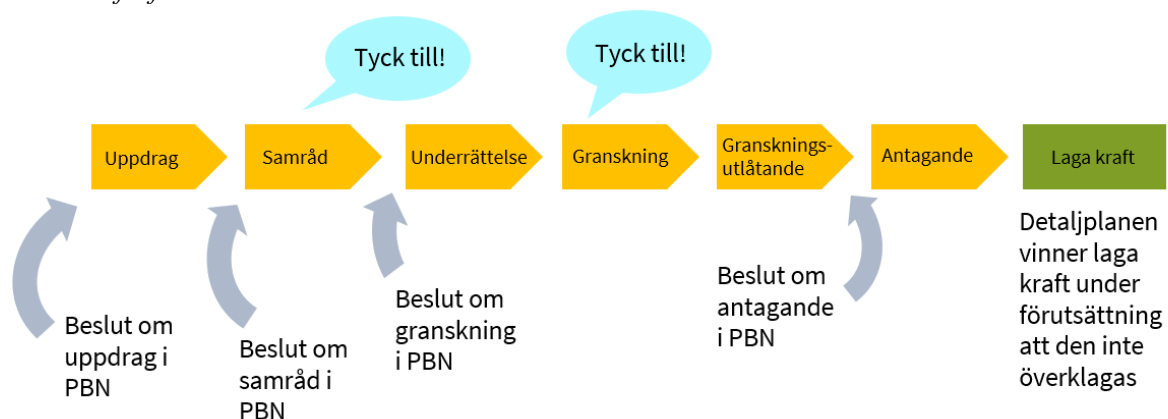 Tyck till!
Tyck till!
Uppdrag
Samråd
Underrättelse
Granskning
Gransknings-
utlåtande
Antagande
Laga kraft
Beslut om
uppdrag i
PBN
Beslut om
samråd i
PBN
Beslut om
granskning
i PBN
Beslut om
antagande
i PBN
Detaljplanen
vinner laga
kraft under
förutsättning
att den inte
överklagas